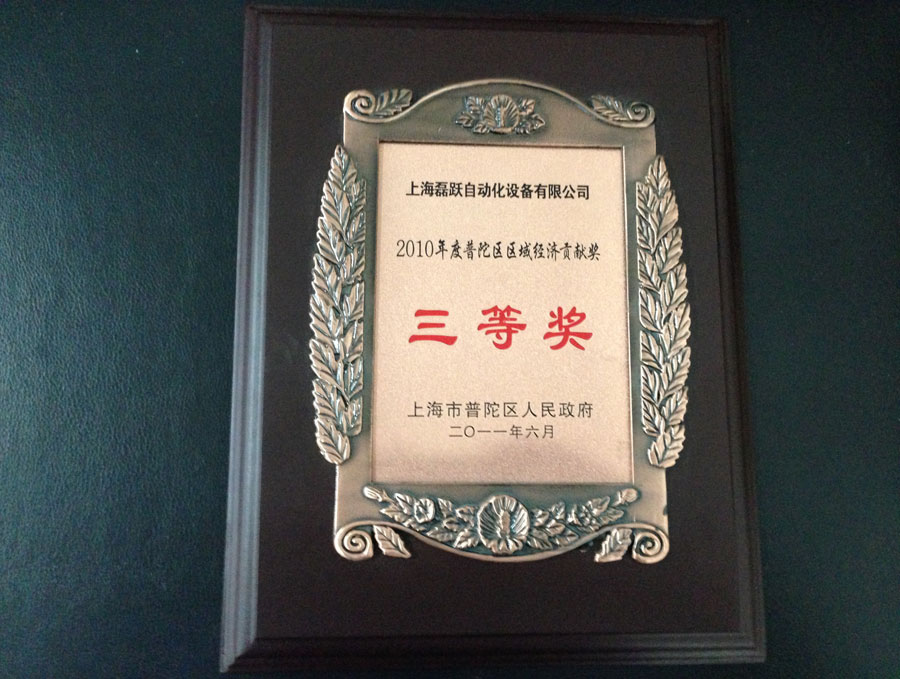 上海磊跃自动化设备有限公司
2010年度普陀区区域经济贡献奖
三等奖
上海市普陀区人民政府
二〇一一年六月